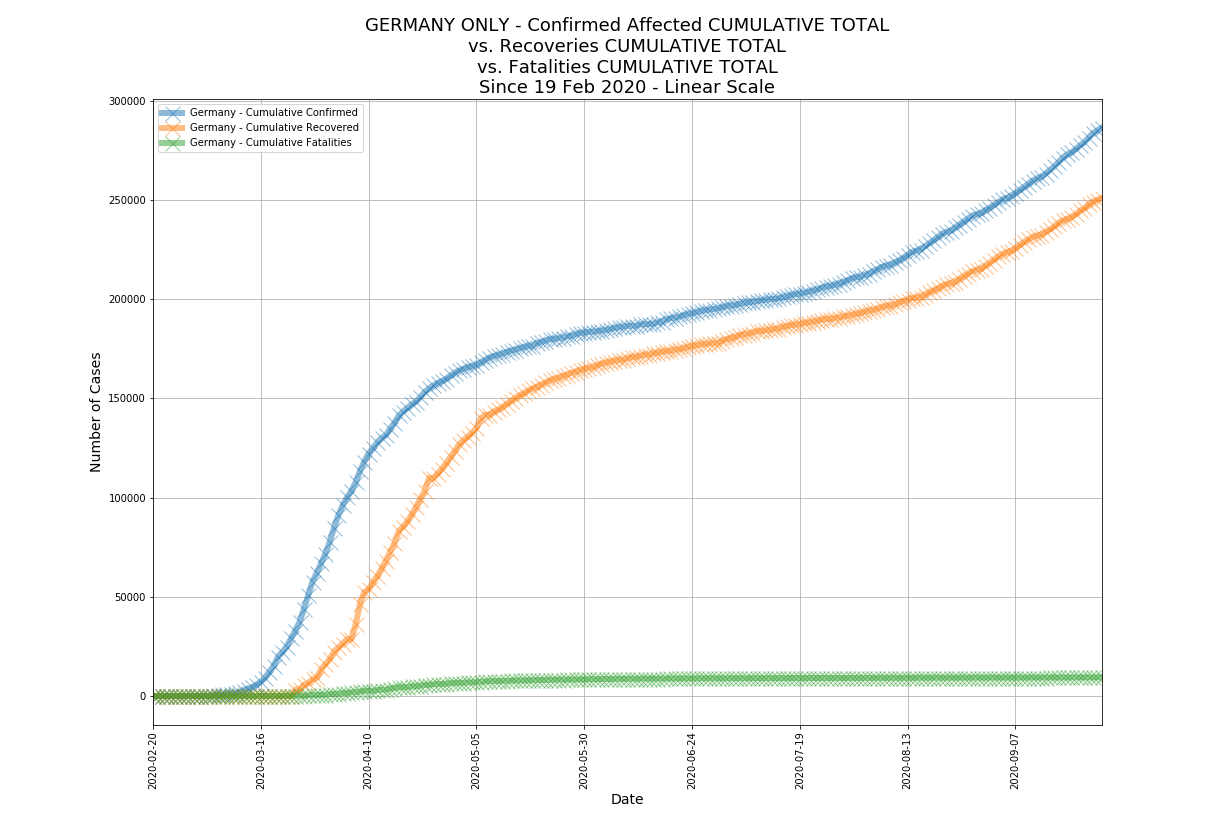 GERMANY ONLY - Confirmed Affected CUMULATIVE TOTAL
vs. Recoveries CUMULATIVE TOTAL
vs. Fatalities CUMULATIVE TOTAL
Since 19 Feb 2020 - Linear Scale
Germany - Cumulative Confirmed
Germany - Cumulative Recovered
Germany - Cumulative Fatalities
Number of Cases
300000
250000
200000
150000
100000
50000
0
2020-02-20
2020-03-16
2020-04-10
2020-05-05
2020-05-30
2020-06-24
2020-07-19
2020-08-13
2020-09-07
Date